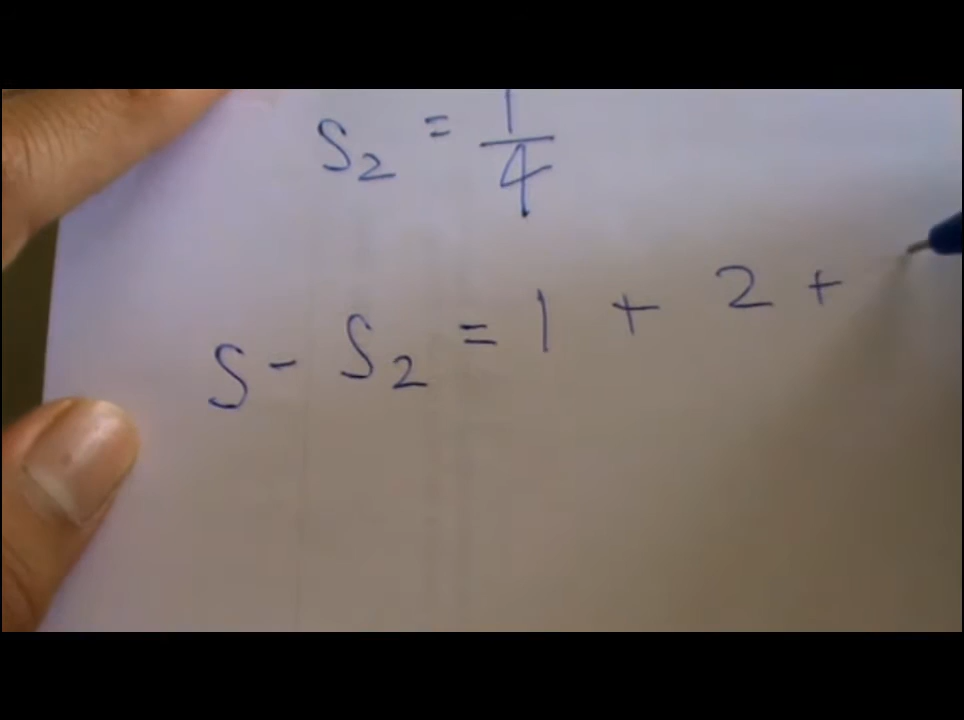 S₂ = 1/4
S - S₂ = 1 + 2 +